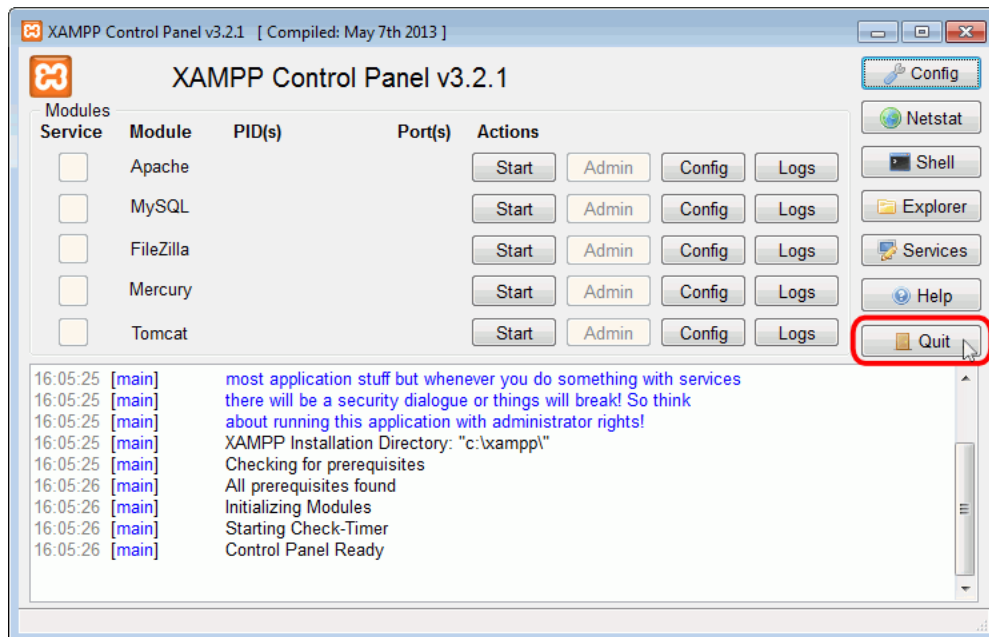 XAMPP Control Panel v3.2.1 [ Compiled: May 7th 2013 ]
XAMPP Control Panel v3.2.1
Config
Modules
Service Module PID(s) Port(s) Actions
Netstat
Apache Start Admin Config Logs
Shell
MySQL Start Admin Config Logs
Explorer
FileZilla Start Admin Config Logs
Services
Mercury Start Admin Config Logs
Help
Tomcat Start Admin Config Logs
Quit
16:05:25 [main] most application stuff but whenever you do something with services
16:05:25 [main] there will be a security dialogue or things will break! So think
16:05:25 [main] about running this application with administrator rights!
16:05:25 [main] XAMPP Installation Directory: "c:\xampp\"
16:05:25 [main] Checking for prerequisites
16:05:26 [main] All prerequisites found
16:05:26 [main] Initializing Modules
16:05:26 [main] Starting Check-Timer
16:05:26 [main] Control Panel Ready